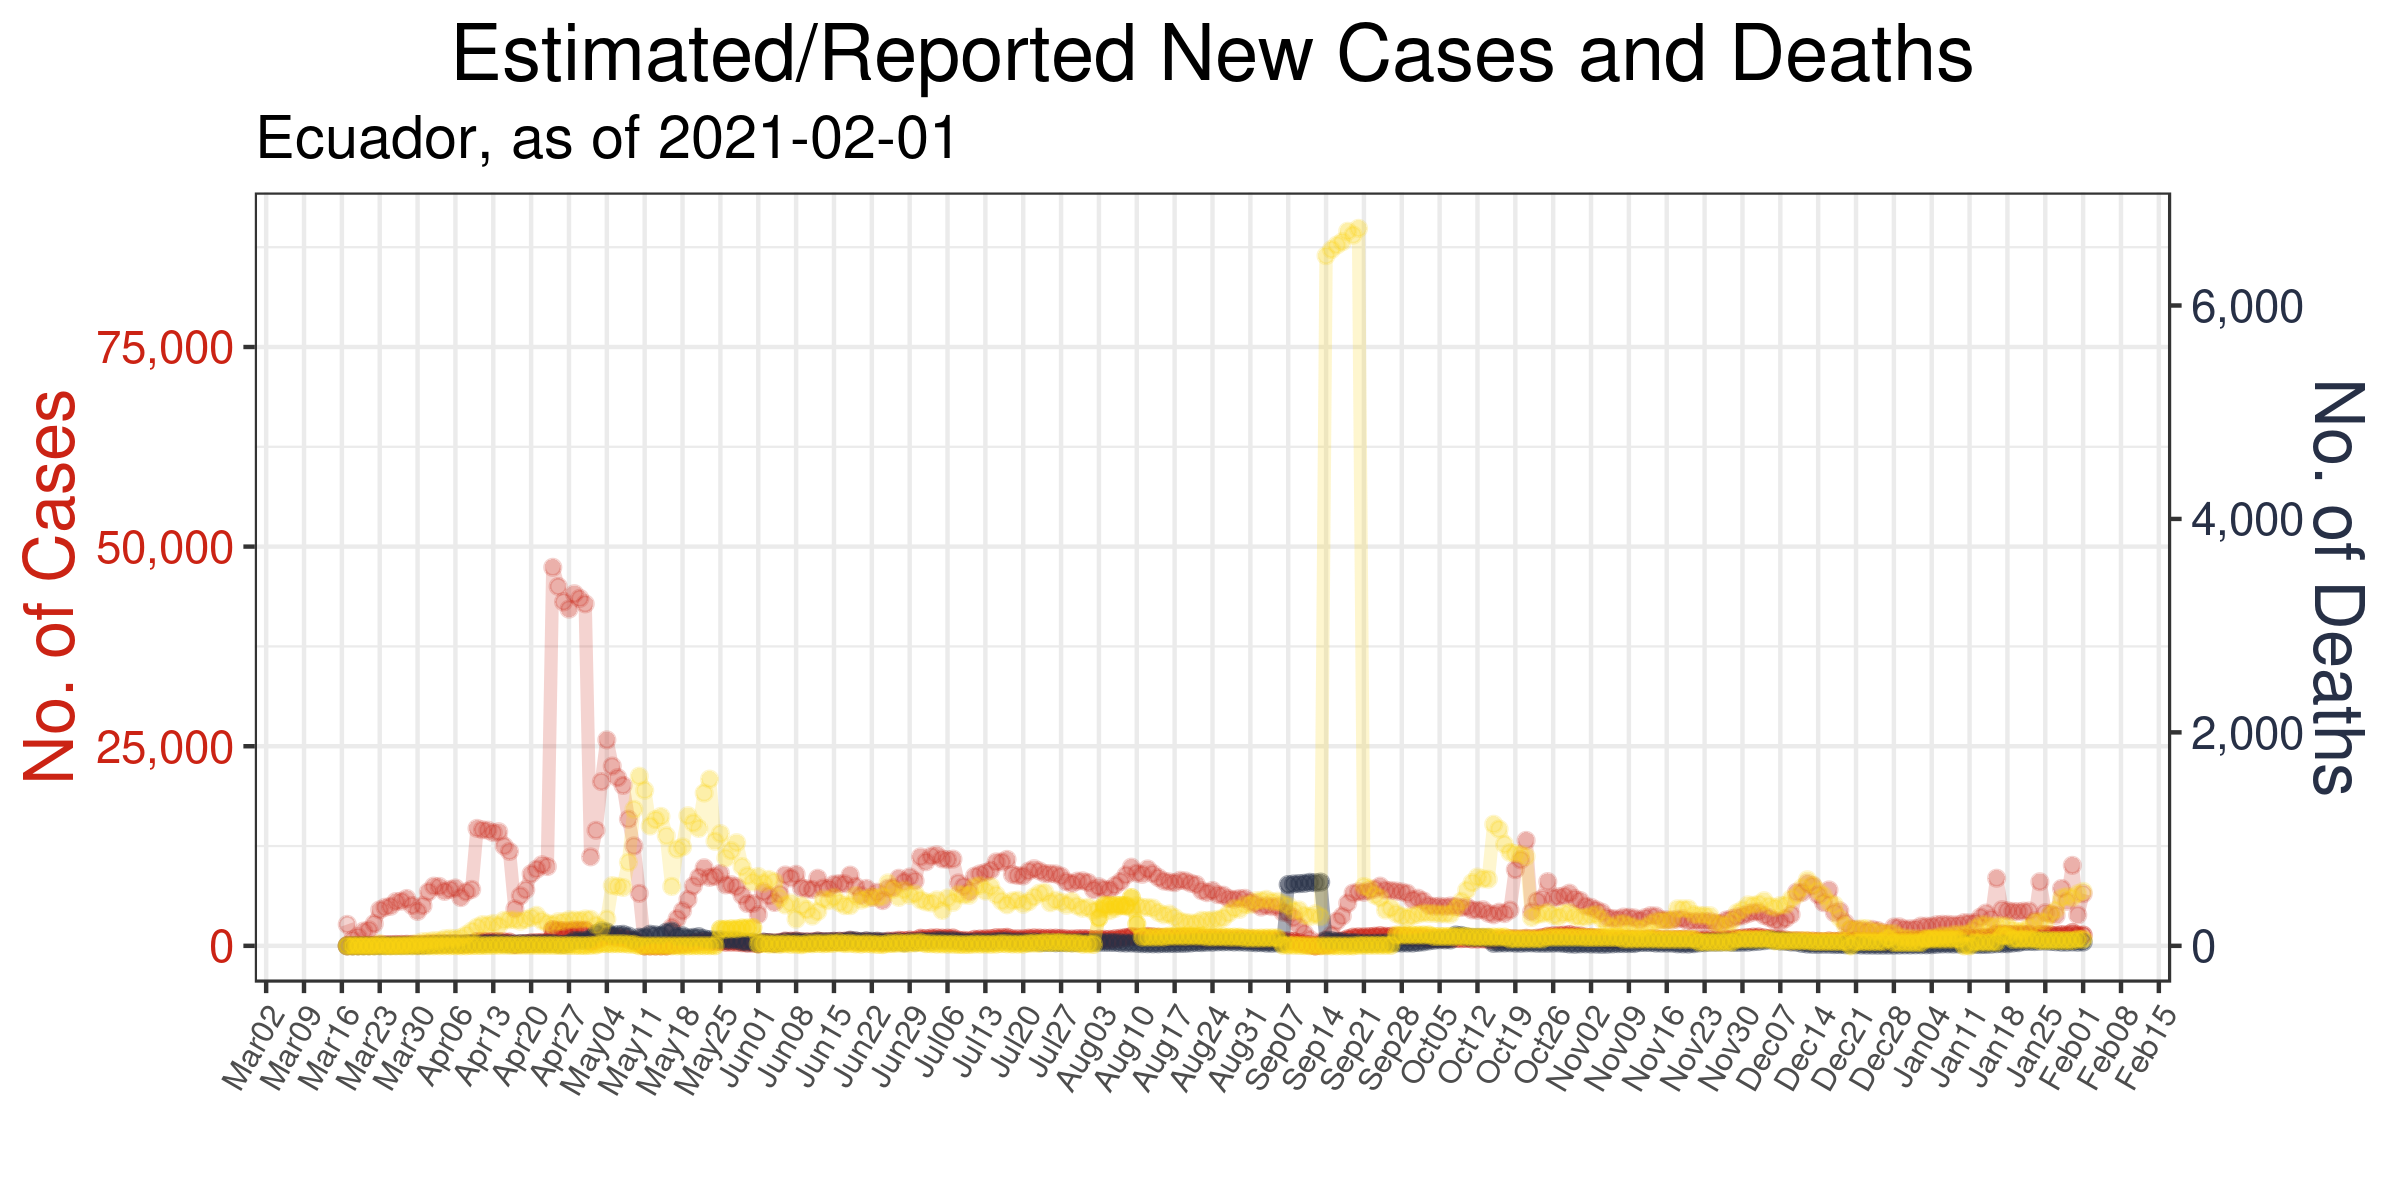 Estimated/Reported New Cases and Deaths
Ecuador, as of 2021-02-01
No. of Cases
75,000
50,000
25,000
0
6,000
4,000
2,000
0
No. of Deaths
Mar02 Mar09 Mar16 Mar23 Mar30 Apr06 Apr13 Apr20 Apr27 May04 May11 May18 May25 Jun01 Jun08 Jun15 Jun22 Jun29 Jul06 Jul13 Jul20 Jul27 Aug03 Aug10 Aug17 Aug24 Aug31 Sep07 Sep14 Sep21 Sep28 Oct05 Oct12 Oct19 Oct26 Nov02 Nov09 Nov16 Nov23 Nov30 Dec07 Dec14 Dec21 Dec28 Dec04 Jan11 Jan18 Jan25 Feb01 Feb08 Feb15